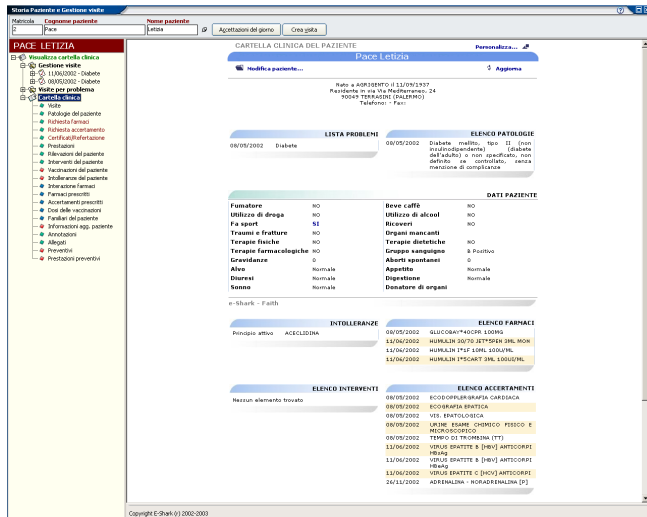 Storia Paziente e Gestione visite
Matricola Cognome paziente Nome paziente
2 Pace Letizia Accettazioni del giorno Crea visita
PACE LETIZIA
Visualizza cartella clinica
Gestione visite
11/06/2002 - Diabete
08/05/2002 - Diabete
Visite per problema
Cartella clinica
Visite
Patologie del paziente
Richiesta farmaci
Richiesta accertamento
Certificati/Refertazione
Prestazioni
Rilevazioni del paziente
Interventi del paziente
Vaccinazioni del paziente
Intolleranze del paziente
Interazione farmaci
Farmaci prescritti
Accertamenti prescritti
Dosi delle vaccinazioni
Familiari del paziente
Informazioni agg. paziente
Annotazioni
Allegati
Preventivi
Prestazioni preventivi
CARTELLA CLINICA DEL PAZIENTE Personalizza...
Pace Letizia
Modifica paziente... Aggiorna
Nato a AGRIGENTO il 11/09/1937
Residente in via Via Mediterraneo, 24
90049 TERRASINI (PALERMO)
Telefono: - Fax:
LISTA PROBLEMI
08/05/2002 Diabete
ELENCO PATOLOGIE
08/05/2002 Diabete mellito, tipo II (non
insulinodipendente) (diabete
dell'adulto) o non specificato, non
definito se controllato, senza
menzione di complicanze
DATI PAZIENTE
Fumatore NO Beve caffè NO
Utilizzo di droga NO Utilizzo di alcool NO
Fa sport SI Ricoveri NO
Traumi e fratture NO Organi mancanti
Terapie fisiche NO Terapie dietetiche NO
Terapie farmacologiche NO Gruppo sanguigno B Positivo
Gravidanze 0 Aborti spontanei 0
Alvo Normale Appetito Normale
Diuresi Normale Digestione Normale
Sonno Normale Donatore di organi
e-Shark - Faith
INTOLLERANZE
Principio attivo ACECLIDINA
ELENCO FARMACI
08/05/2002 GLUCOBAY*40CPR 100MG
11/06/2002 HUMULIN 30/70 JET*5PEN 3ML MON
11/06/2002 HUMULIN I*1F 10ML 100U/ML
11/06/2002 HUMULIN I*5CART 3ML 100UI/ML
ELENCO INTERVENTI
Nessun elemento trovato
ELENCO ACCERTAMENTI
08/05/2002 ECODOPPLERGRAFIA CARDIACA
08/05/2002 ECOGRAFIA EPATICA
08/05/2002 VIS. EPATOLOGICA
08/05/2002 URINE ESAME CHIMICO FISICO E
MICROSCOPICO
08/05/2002 TEMPO DI TROMBINA (TT)
11/06/2002 VIRUS EPATITE B [HBV] ANTICORPI
HBsAg
11/06/2002 VIRUS EPATITE B [HBV] ANTICORPI
HBeAg
11/06/2002 VIRUS EPATITE C [HCV] ANTICORPI
26/11/2002 ADRENALINA - NORADRENALINA [P]
Copyright E-Shark (r) 2002-2003